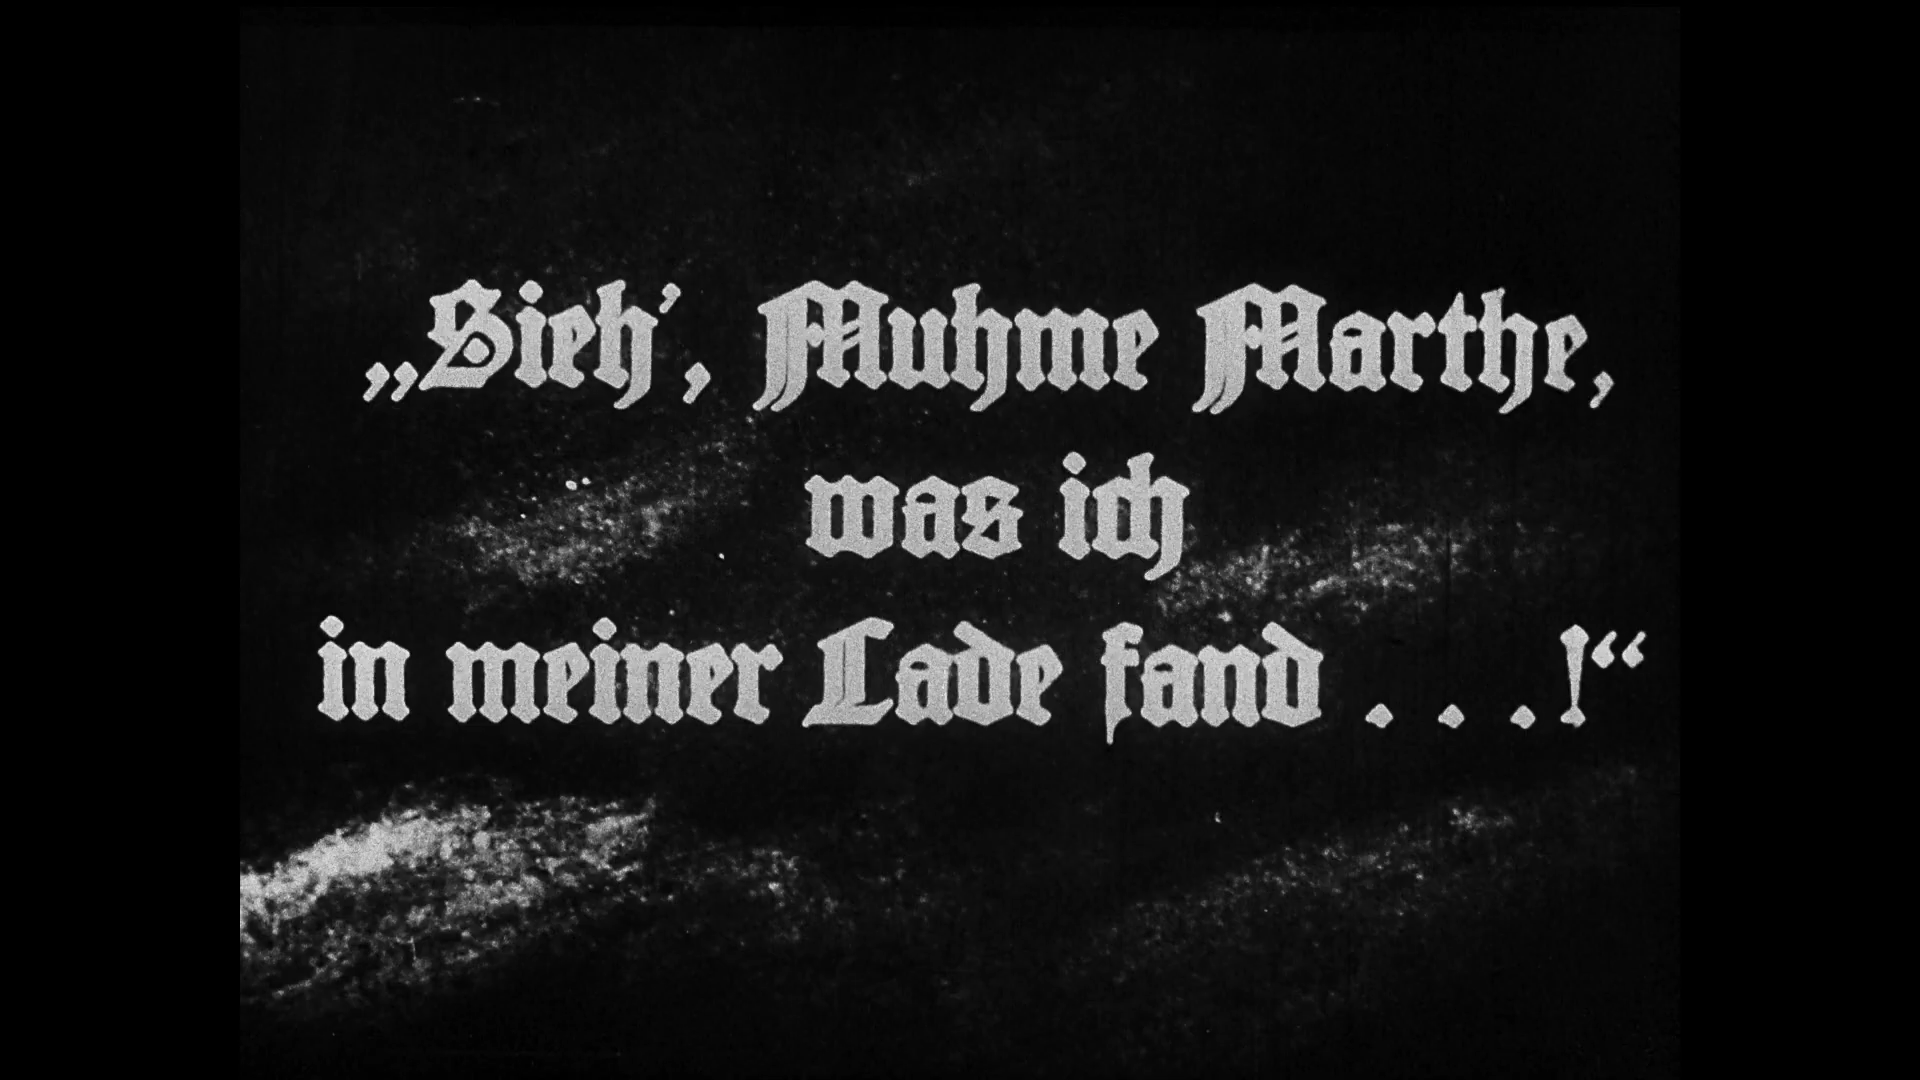 „Sieh', Muhme Marthe,
was ich
in meiner Lade fand . . . !“